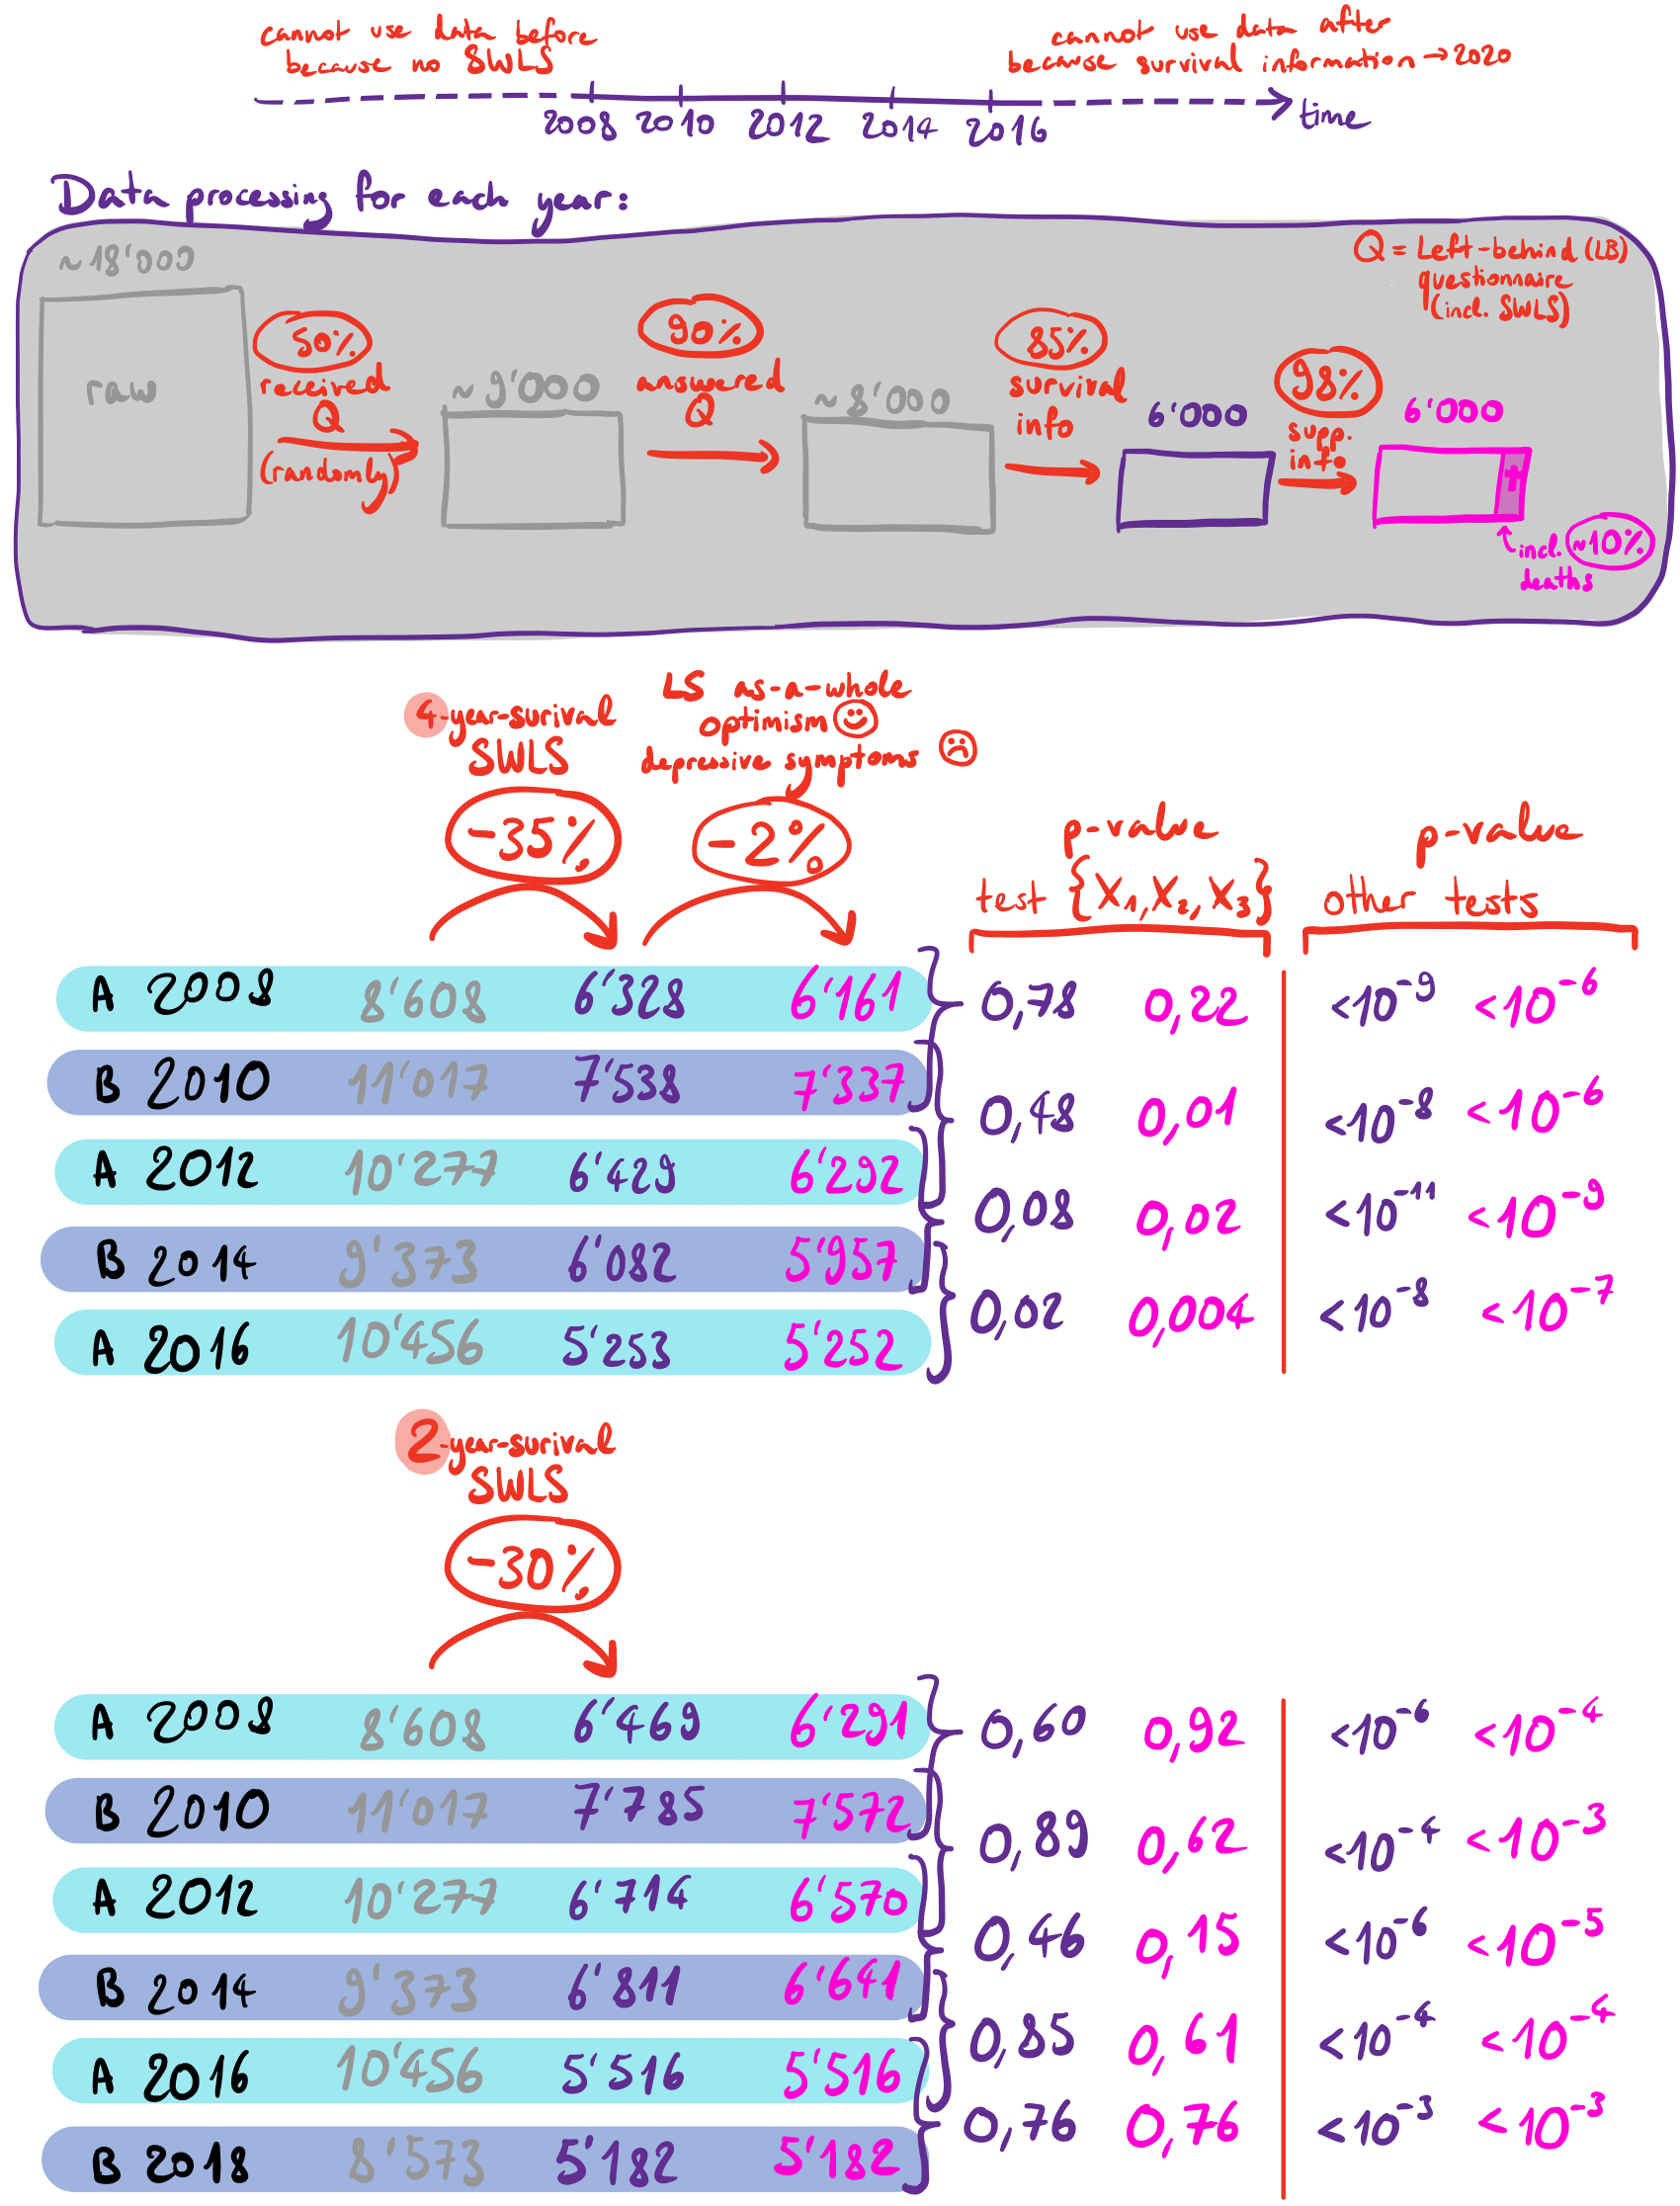 cannot use data before
because no SWLS
cannot use data after
because survival information → 2020
2008 2010 2012 2014 2016
time
Data processing for each year:
~18'000
raw
50%
received
Q
(randomly)
~9'000
90%
answered
Q
~8'000
85%
survival
info
6'000
98%
supp.
info
6'000
†
incl. ~10%
deaths
Q = Left-behind (LB)
questionnaire
(incl. SWLS)
4-year-surival
SWLS
-35%
LS as-a-whole
optimism
depressive symptoms
-2%
p-value
test {X1, X2, X3}
p-value
other tests
A 2008 8'608 6'328 6'161
B 2010 11'017 7'538 7'337
A 2012 10'277 6'429 6'292
B 2014 9'373 6'082 5'957
A 2016 10'456 5'253 5'252
0,78 0,22 <10^-9 <10^-6
0,48 0,01 <10^-8 <10^-6
0,08 0,02 <10^-11 <10^-9
0,02 0,004 <10^-8 <10^-7
2-year-surival
SWLS
-30%
A 2008 8'608 6'469 6'291
B 2010 11'017 7'785 7'572
A 2012 10'277 6'714 6'570
B 2014 9'373 6'811 6'641
A 2016 10'456 5'516 5'516
B 2018 8'573 5'182 5'182
0,60 0,92 <10^-6 <10^-4
0,89 0,62 <10^-4 <10^-3
0,46 0,15 <10^-6 <10^-5
0,85 0,61 <10^-4 <10^-4
0,76 0,76 <10^-3 <10^-3